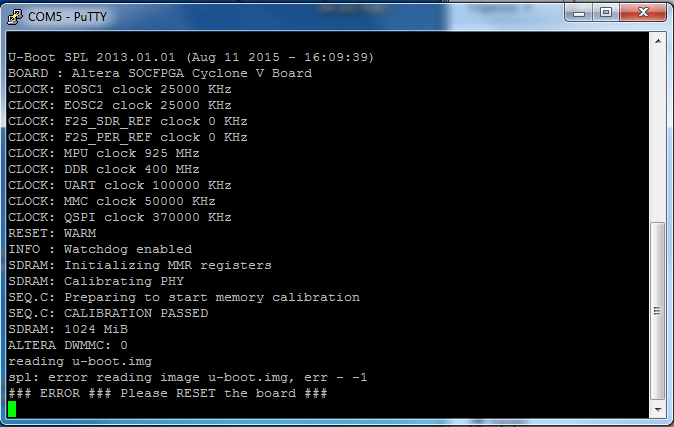 COM5 - PuTTY
U-Boot SPL 2013.01.01 (Aug 11 2015 - 16:09:39)
BOARD : Altera SOCFPGA Cyclone V Board
CLOCK: EOSC1 clock 25000 KHz
CLOCK: EOSC2 clock 25000 KHz
CLOCK: F2S_SDR_REF clock 0 KHz
CLOCK: F2S_PER_REF clock 0 KHz
CLOCK: MPU clock 925 MHz
CLOCK: DDR clock 400 MHz
CLOCK: UART clock 100000 KHz
CLOCK: MMC clock 50000 KHz
CLOCK: QSPI clock 370000 KHz
RESET: WARM
INFO : Watchdog enabled
SDRAM: Initializing MMR registers
SDRAM: Calibrating PHY
SEQ.C: Preparing to start memory calibration
SEQ.C: CALIBRATION PASSED
SDRAM: 1024 MiB
ALTERA DWMMC: 0
reading u-boot.img
spl: error reading image u-boot.img, err - -1
### ERROR ### Please RESET the board ###